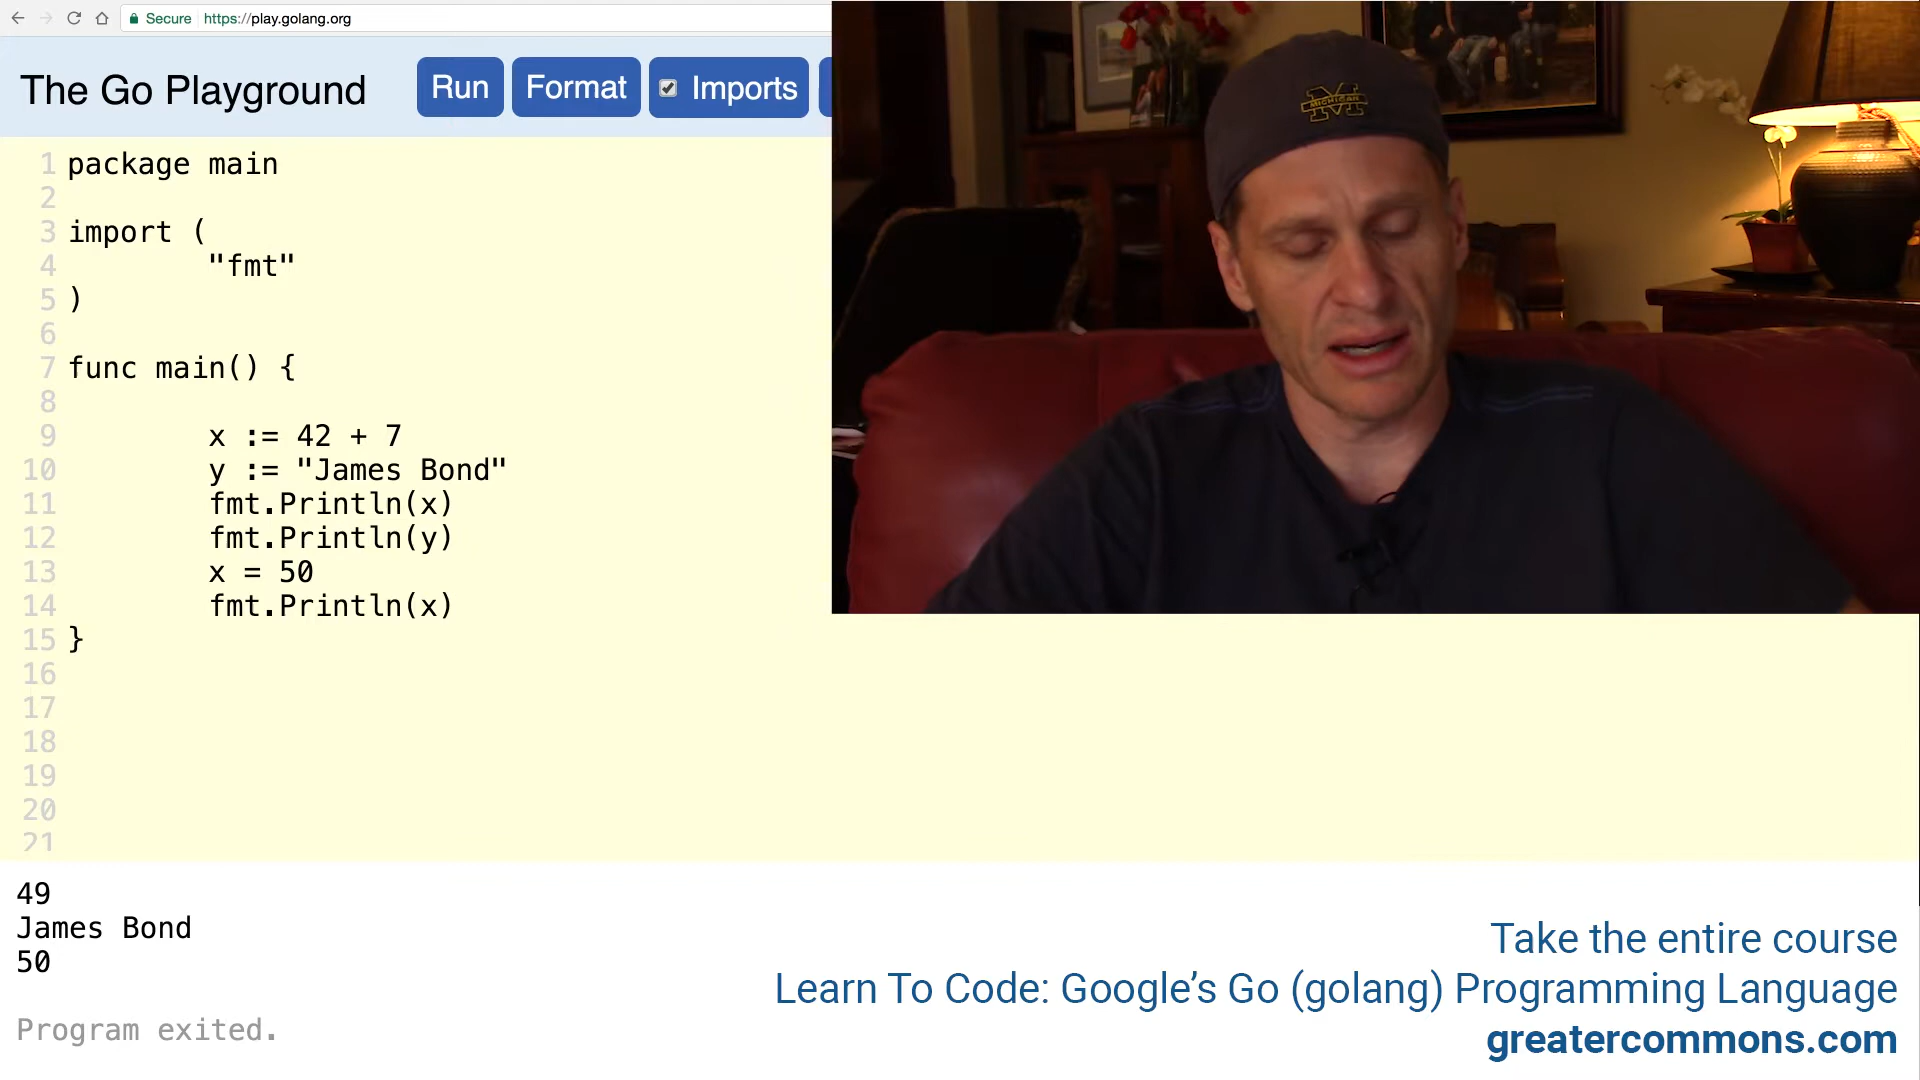 Secure https://play.golang.org
The Go Playground Run Format Imports
MICHIGAN
1 package main
2
3 import (
4 "fmt"
5 )
6
7 func main() {
8
9 x := 42 + 7
10 y := "James Bond"
11 fmt.Println(x)
12 fmt.Println(y)
13 x = 50
14 fmt.Println(x)
15 }
16
17
18
19
20
21
49
James Bond
50
Program exited.
Take the entire course
Learn To Code: Google’s Go (golang) Programming Language
greatercommons.com